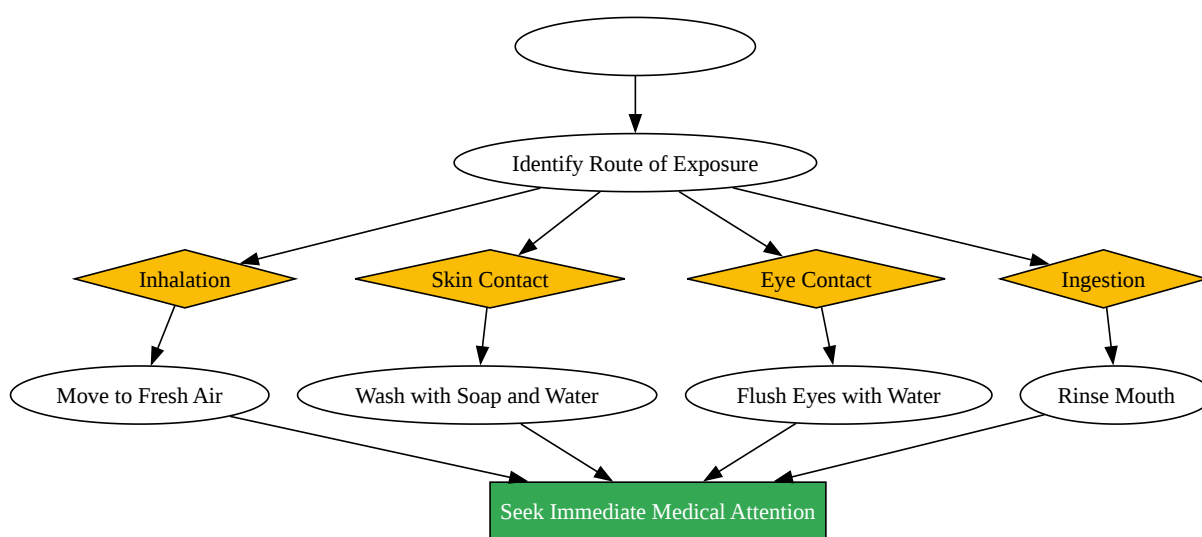 Identify Route of Exposure
Inhalation
Skin Contact
Eye Contact
Ingestion
Move to Fresh Air
Wash with Soap and Water
Flush Eyes with Water
Rinse Mouth
Seek Immediate Medical Attention